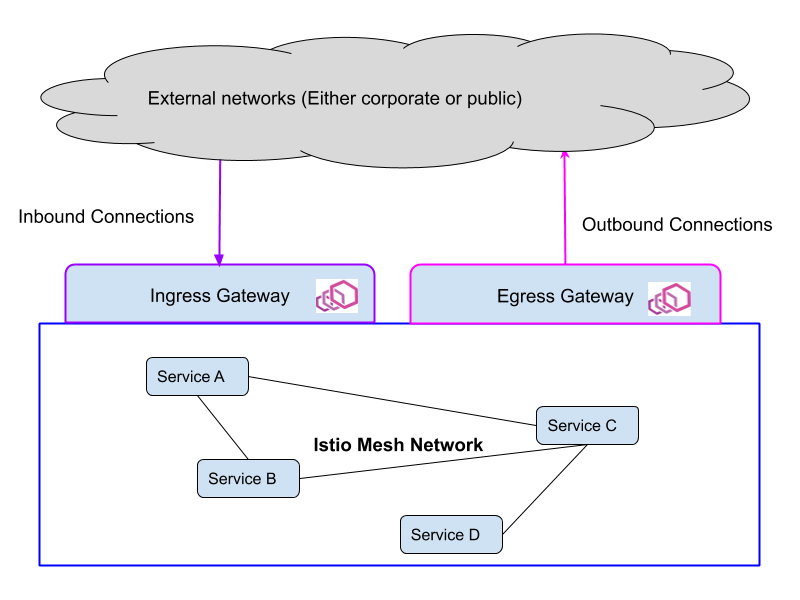 External networks (Either corporate or public)
Inbound Connections
Outbound Connections
Ingress Gateway
Egress Gateway
Service A
Service C
Istio Mesh Network
Service B
Service D